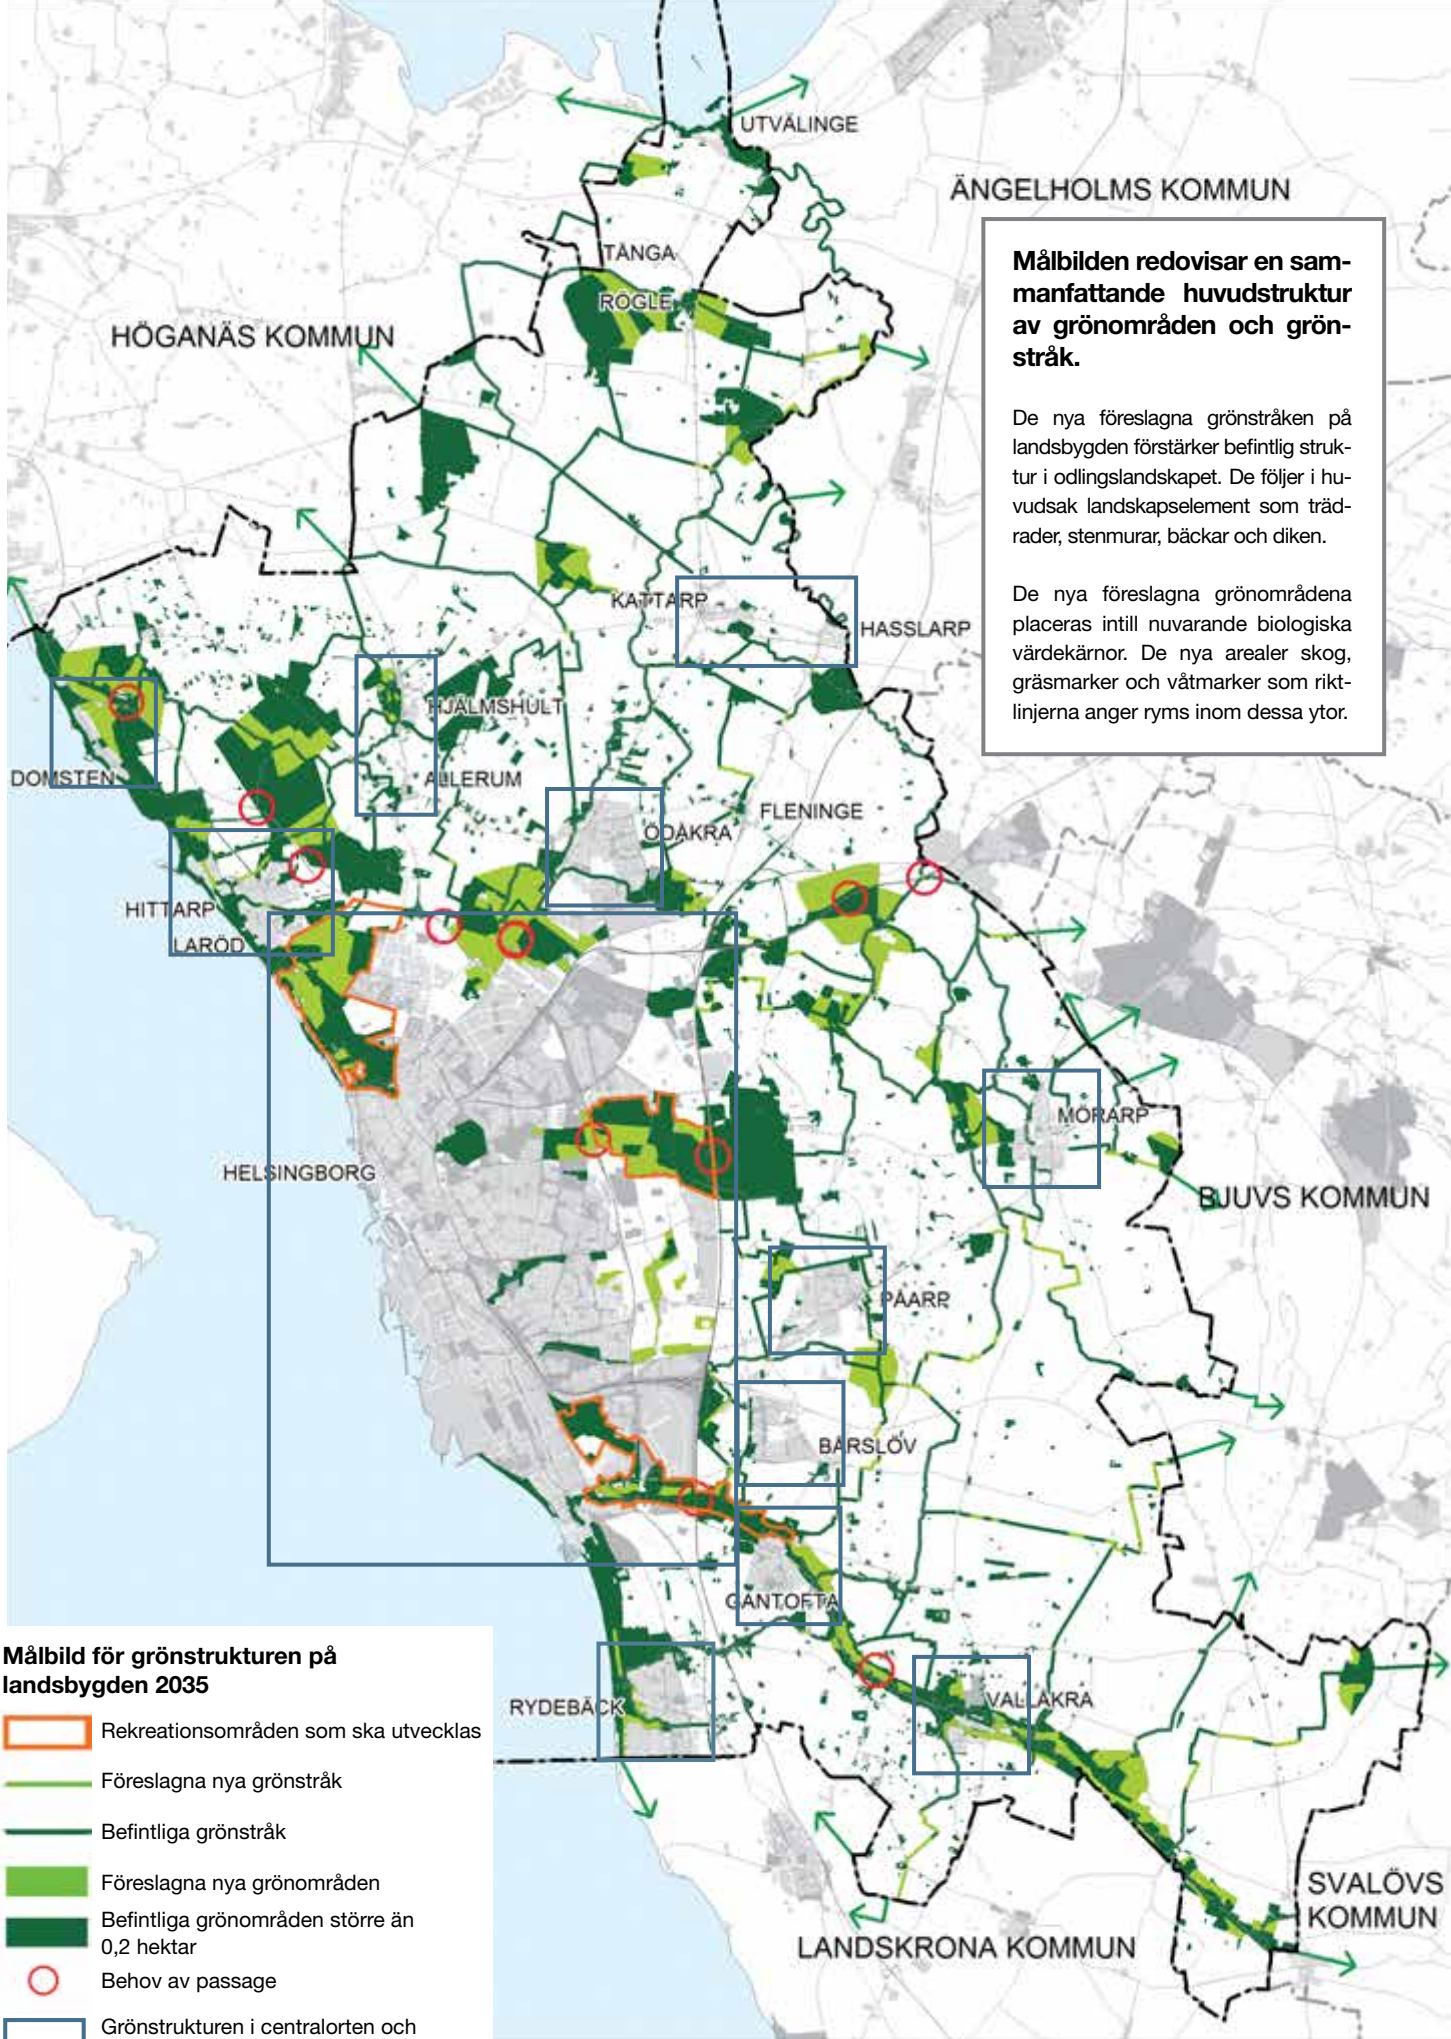 UTVÄLINGE
ÄNGELHOLMS KOMMUN
Målbilden redovisar en sam-
manfattande huvudstruktur
av grönområden och grön-
stråk.
De nya föreslagna grönstråken på
landsbygden förstärker befintlig struk-
tur i odlingslandskapet. De följer i hu-
vudsak landskapselement som träd-
rader, stenmurar, bäckar och diken.
De nya föreslagna grönområdena
placeras intill nuvarande biologiska
värdekärnor. De nya arealer skog,
gräsmarker och våtmarker som rikt-
linjerna anger ryms inom dessa ytor.
TÅNGA
RÖGLE
HÖGANÄS KOMMUN
KATTARP
HASSLARP
HJÄLMSHULT
DOMSTEN
ALLERUM
ÖDÅKRA
FLENINGE
HITTARP
LARÖD
MÖRARP
HELSINGBORG
BJUVS KOMMUN
PÅARP
BÅRSLÖV
GANTOFTA
RYDEBÄCK
VALLÅKRA
SVALÖVS
KOMMUN
LANDSKRONA KOMMUN
Målbild för grönstrukturen på
landsbygden 2035
Rekreationsområden som ska utvecklas
Föreslagna nya grönstråk
Befintliga grönstråk
Föreslagna nya grönområden
Befintliga grönområden större än
0,2 hektar
Behov av passage
Grönstrukturen i centralorten och